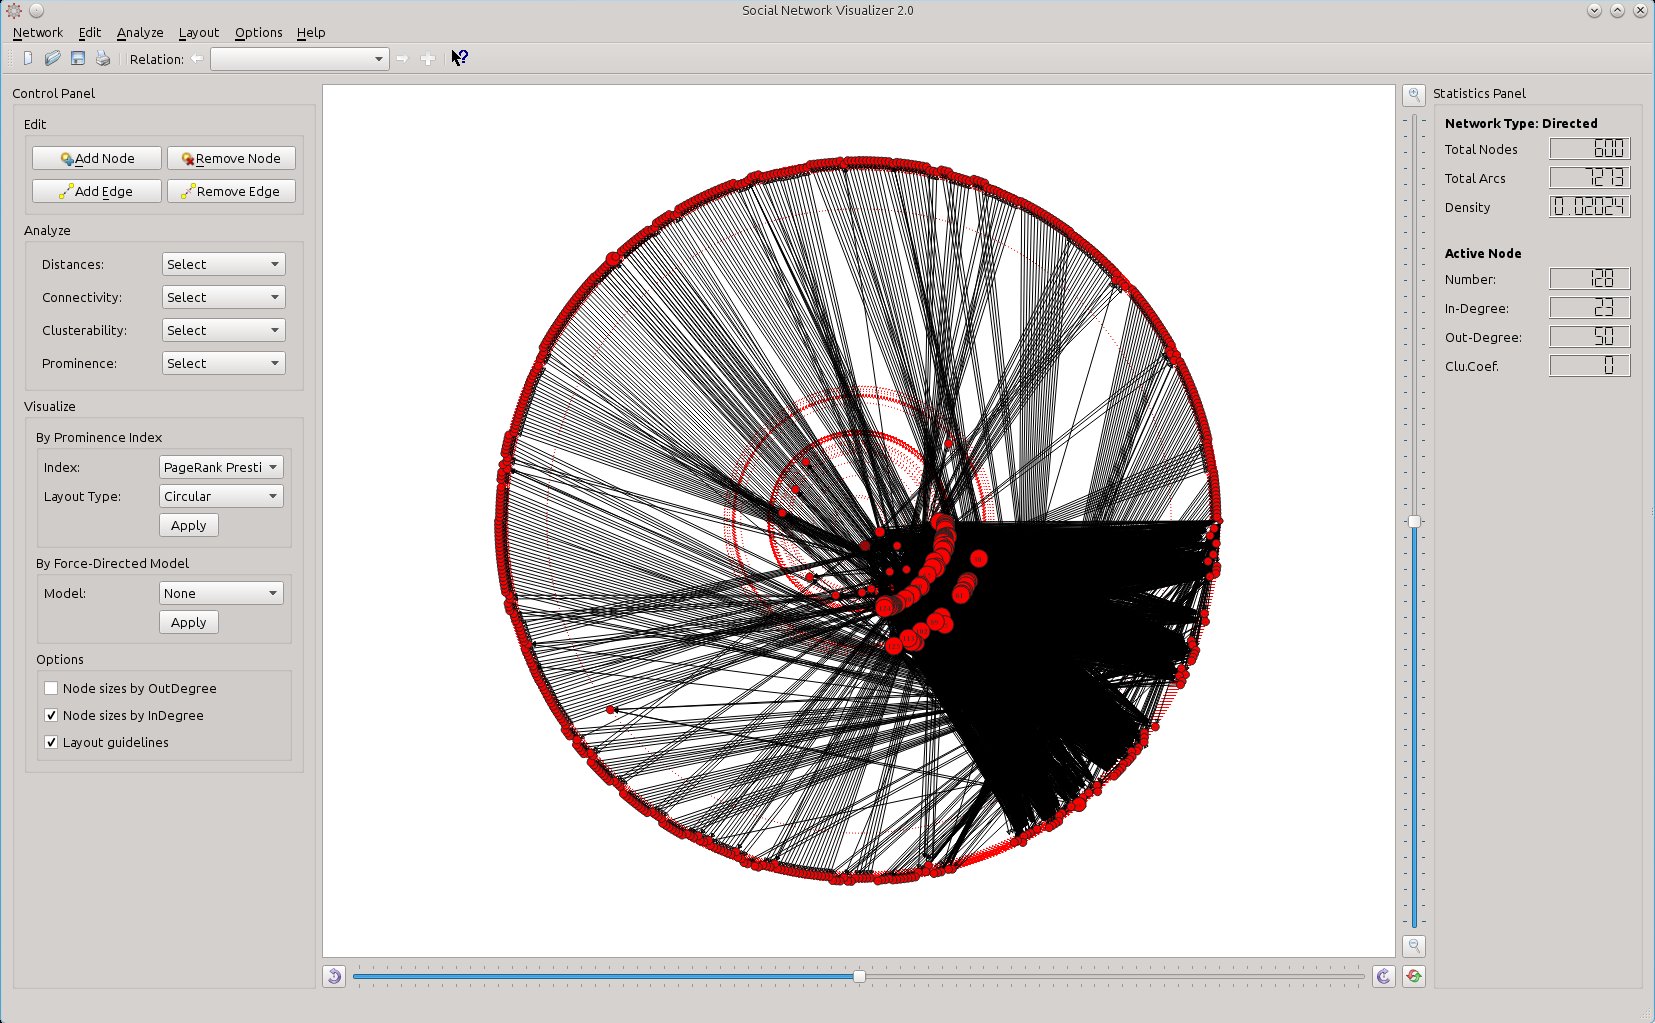 Social Network Visualizer 2.0
Network Edit Analyze Layout Options Help
Relation:
Control Panel
Edit
Add Node Remove Node
Add Edge Remove Edge
Analyze
Distances: Select
Connectivity: Select
Clusterability: Select
Prominence: Select
Visualize
By Prominence Index
Index: PageRank Presti
Layout Type: Circular
Apply
By Force-Directed Model
Model: None
Apply
Options
Node sizes by OutDegree
Node sizes by InDegree
Layout guidelines
Statistics Panel
Network Type: Directed
Total Nodes 600
Total Arcs 7273
Density 0.02024
Active Node
Number: 128
In-Degree: 23
Out-Degree: 50
Clu.Coef. 0